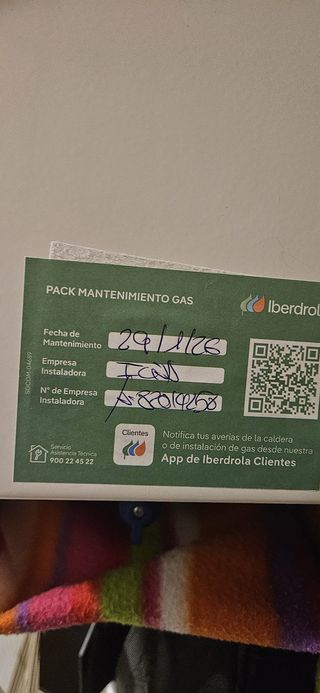 PACK MANTENIMIENTO GAS
Iberdrol
Fecha de
Mantenimiento 29/1/26
Empresa
Instaladora
Nº de Empresa
Instaladora
Clientes
Servicio
Asistencia Técnica
900 22 45 22
Notifica tus averías de la caldera
o de instalación de gas desde nuestra
App de Iberdrola Clientes